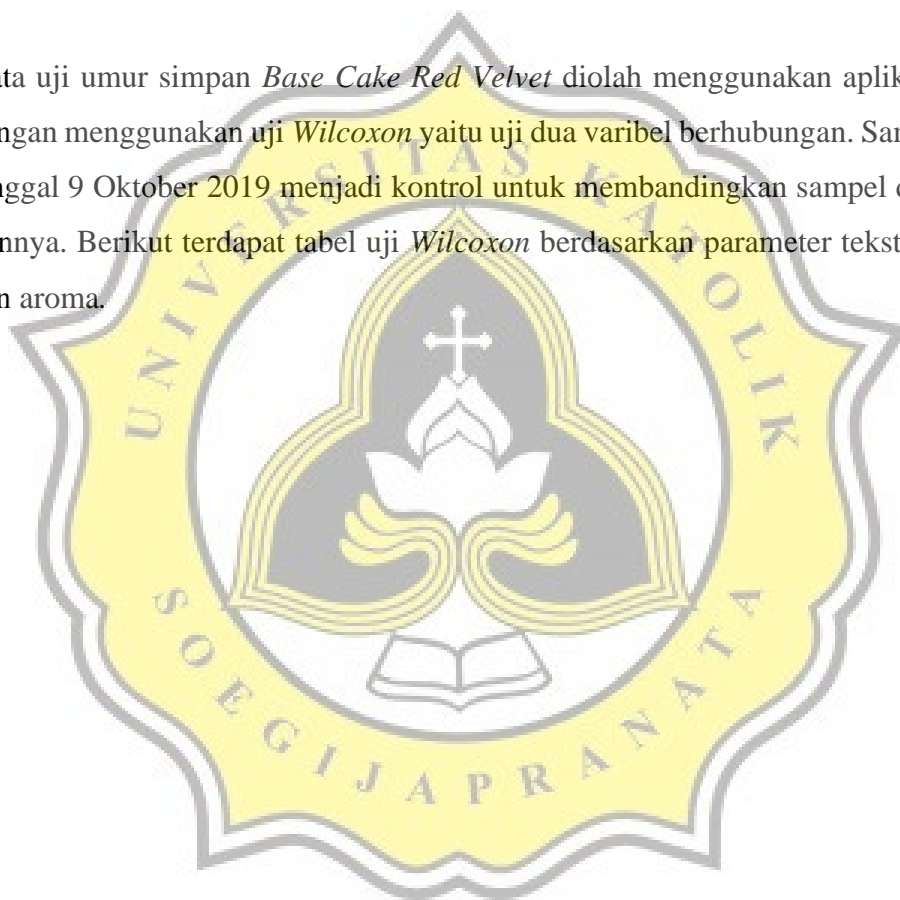 ata uji umur simpan Base Cake Red Velvet diolah menggunakan aplik
ngan menggunakan uji Wilcoxon yaitu uji dua varibel berhubungan. Sar
nggal 9 Oktober 2019 menjadi kontrol untuk membandingkan sampel
nnya. Berikut terdapat tabel uji Wilcoxon berdasarkan parameter tekst
n aroma.
UNIVERSITAS KATOLIK
SOEGIJAPRANATA